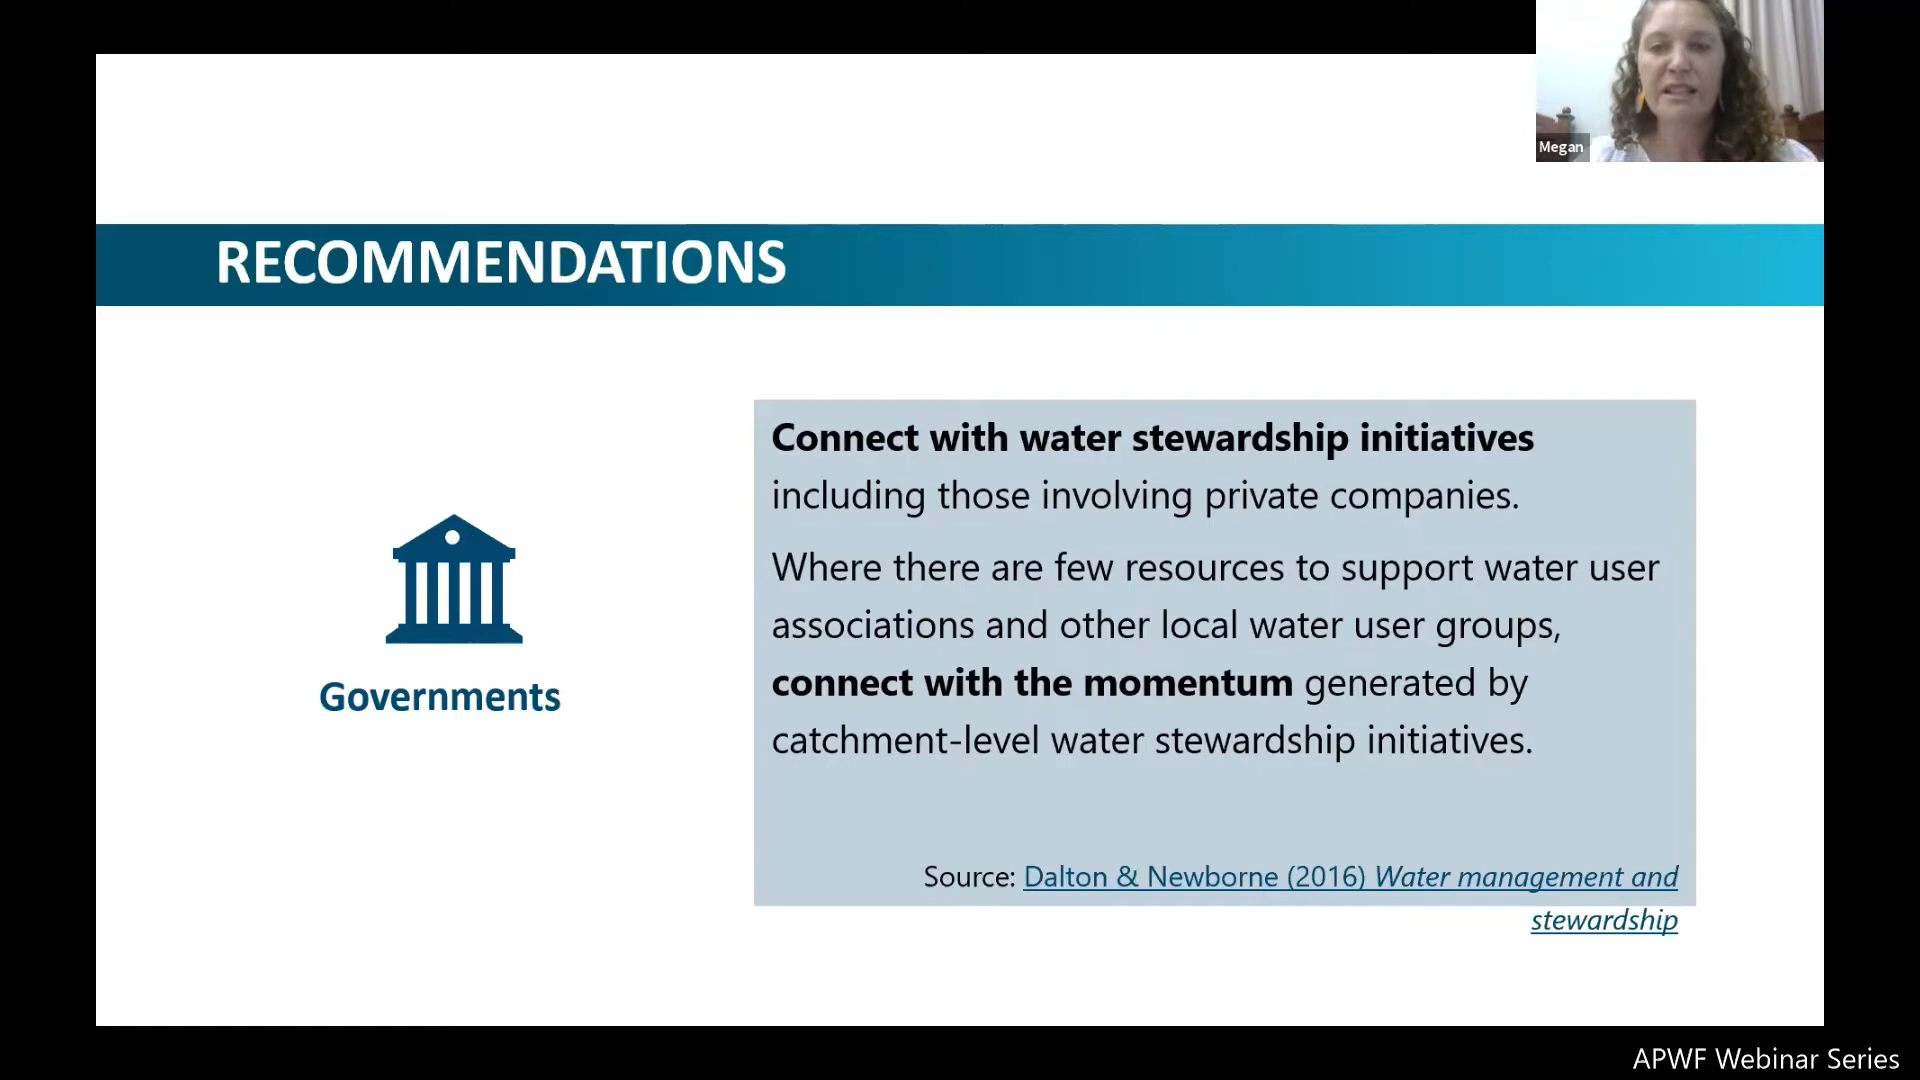 Megan
RECOMMENDATIONS
Governments
Connect with water stewardship initiatives
including those involving private companies.
Where there are few resources to support water user
associations and other local water user groups,
connect with the momentum generated by
catchment-level water stewardship initiatives.
Source: Dalton & Newborne (2016) Water management and
stewardship
APWF Webinar Series